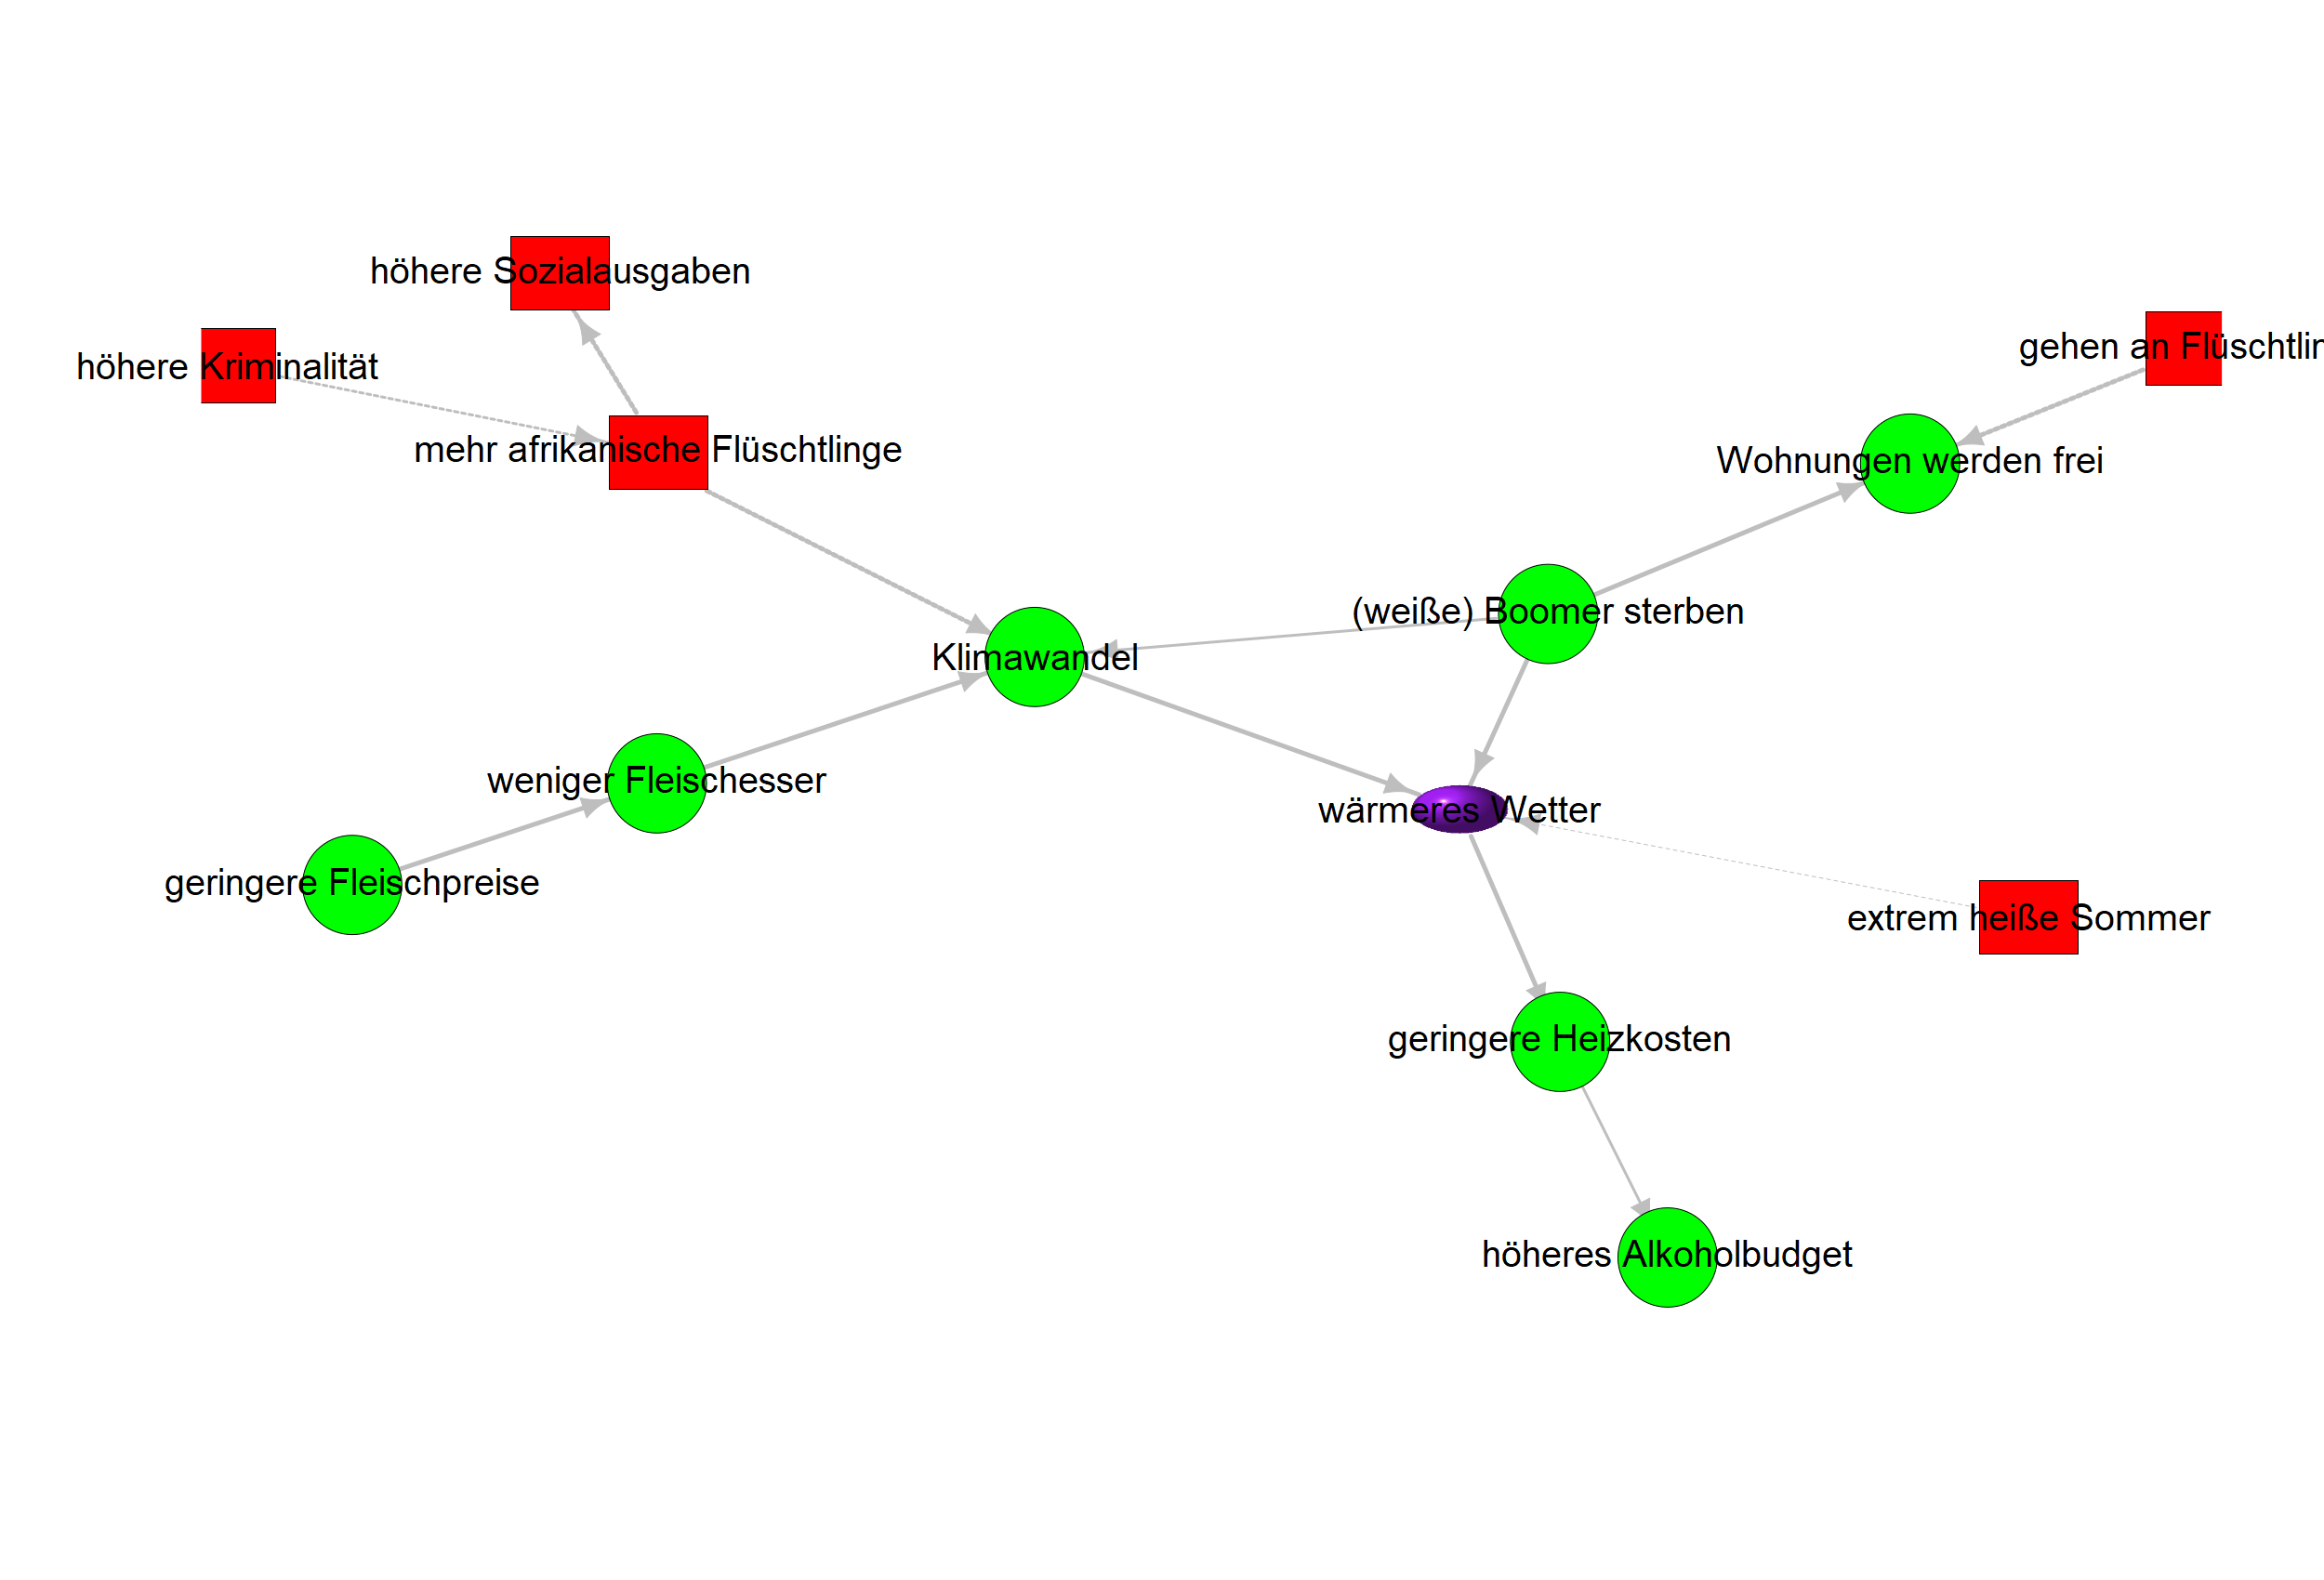 höhere Sozialausgaben
gehen an Flüschtlin
höhere Kriminalität
mehr afrikanische Flüschtlinge
Wohnungen werden frei
(weiße) Boomer sterben
Klimawandel
weniger Fleischesser
wärmeres Wetter
geringere Fleischpreise
extrem heiße Sommer
geringere Heizkosten
höheres Alkoholbudget